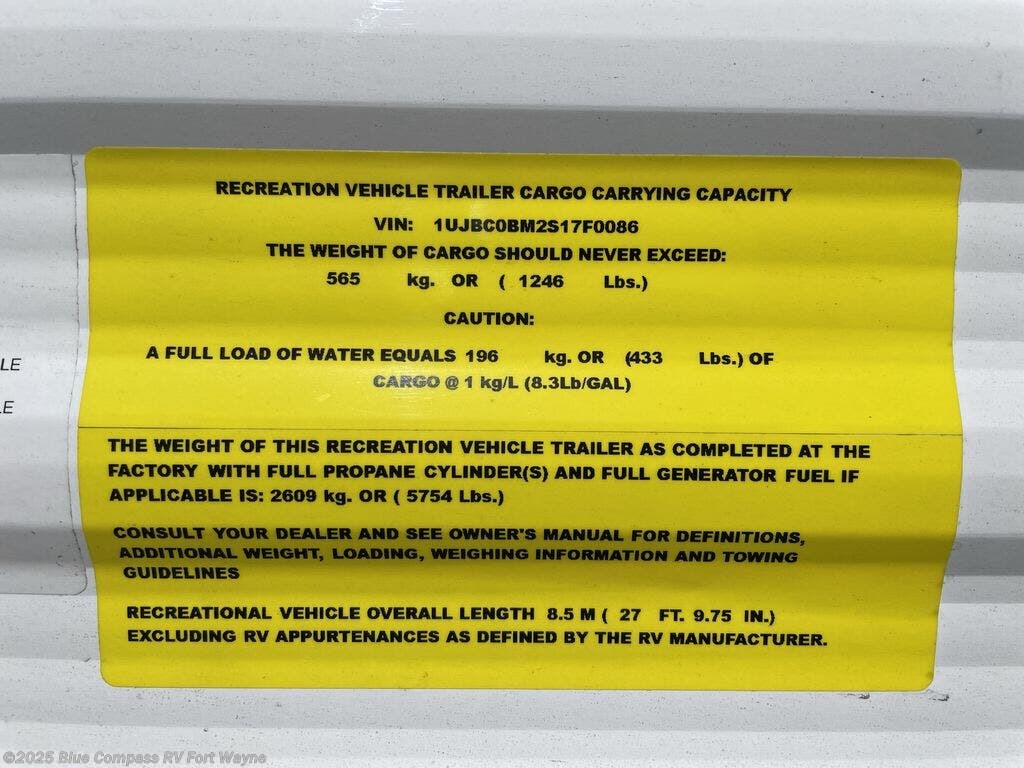 RECREATION VEHICLE TRAILER CARGO CARRYING CAPACITY
VIN: 1UJBC0BM2S17F0086
THE WEIGHT OF CARGO SHOULD NEVER EXCEED:
565 kg. OR ( 1246 Lbs.)
CAUTION:
A FULL LOAD OF WATER EQUALS 196 kg. OR (433 Lbs.) OF
CARGO @ 1 kg/L (8.3Lb/GAL)
THE WEIGHT OF THIS RECREATION VEHICLE TRAILER AS COMPLETED AT THE
FACTORY WITH FULL PROPANE CYLINDER(S) AND FULL GENERATOR FUEL IF
APPLICABLE IS: 2609 kg. OR ( 5754 Lbs.)
CONSULT YOUR DEALER AND SEE OWNER'S MANUAL FOR DEFINITIONS,
ADDITIONAL WEIGHT, LOADING, WEIGHING INFORMATION AND TOWING
GUIDELINES
RECREATIONAL VEHICLE OVERALL LENGTH 8.5 M ( 27 FT. 9.75 IN.)
EXCLUDING RV APPURTENANCES AS DEFINED BY THE RV MANUFACTURER.
LE
LE
©2025 Blue Compass RV Fort Wayne